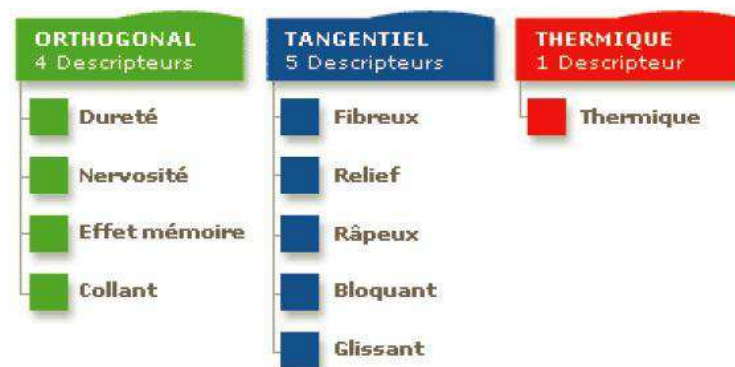 ORTHOGONAL
4 Descripteurs
Dureté
Nervosité
Effet mémoire
Collant
TANGENTIEL
5 Descripteurs
Fibreux
Relief
Râpeux
Bloquant
Glissant
THERMIQUE
1 Descripteur
Thermique